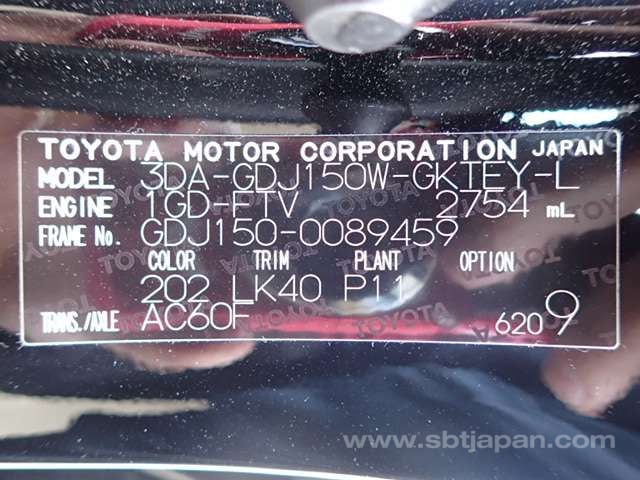 TOYOTA MOTOR CORPORATION JAPAN
MODEL 3DA-GDJ150W-GKTEY-L
ENGINE 1GD-FTV 2754 mL
FRAME No. GDJ150-0089459
COLOR TRIM PLANT OPTION
202 LK40 P11
TRANS./AXLE AC60F 6209
www.sbtjapan.com